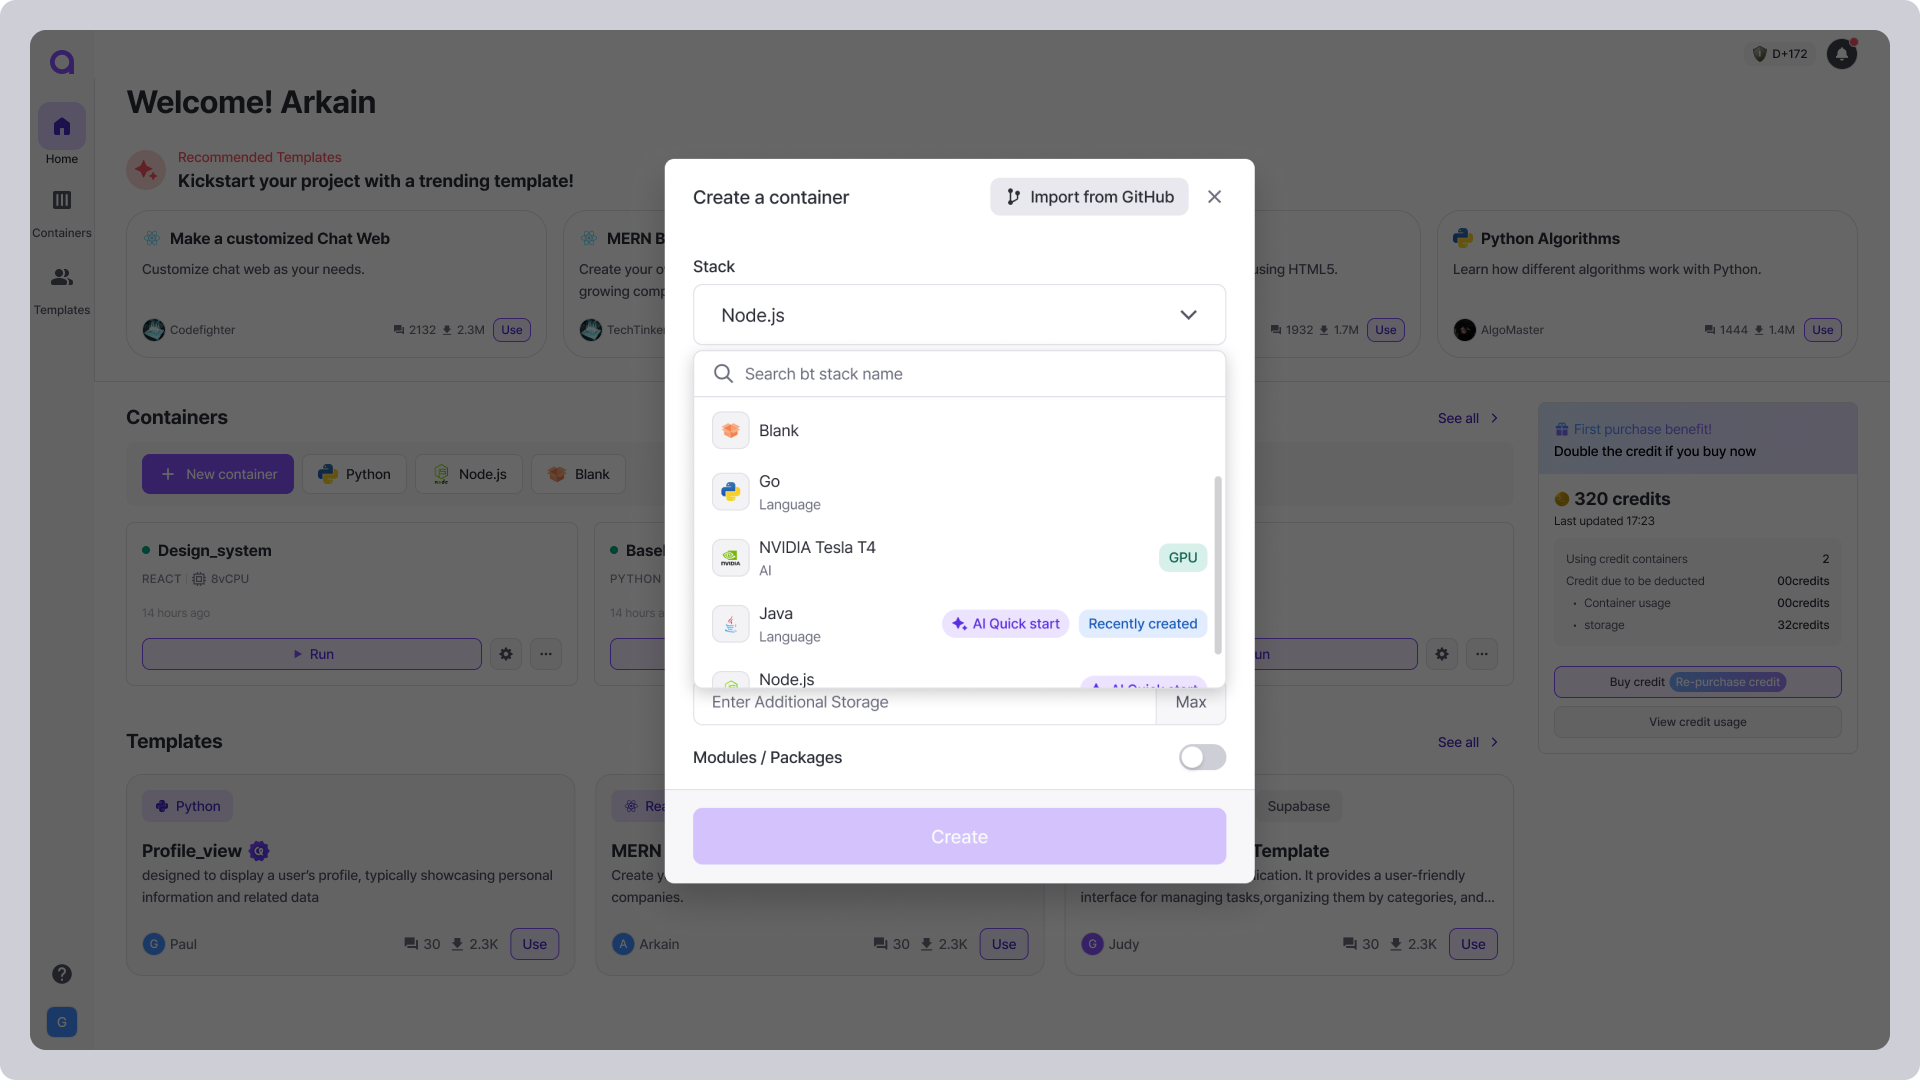 D+172
Welcome! Arkain
Home
Recommended Templates
Kickstart your project with a trending template!
Containers
Templates
Make a customized Chat Web
Customize chat web as your needs.
Codefighter
2132
2.3M
Use
MERN B
Create your o
growing comp
TechTinke
using HTML5.
1932
1.7M
Use
Python Algorithms
Learn how different algorithms work with Python.
AlgoMaster
1444
1.4M
Use
Create a container
Import from GitHub
Stack
Node.js
Search bt stack name
Blank
Go
Language
NVIDIA Tesla T4
AI
GPU
Java
Language
AI Quick start
Recently created
Node.js
AI Quick start
Enter Additional Storage
Max
Modules / Packages
Create
Containers
See all
New container
Python
Node.js
Blank
Design_system
REACT
8vCPU
14 hours ago
Run
Basel
PYTHON
14 hours a
un
First purchase benefit!
Double the credit if you buy now
320 credits
Last updated 17:23
Using credit containers
2
Credit due to be deducted
00credits
• Container usage
00credits
• storage
32credits
Buy credit
Re-purchase credit
View credit usage
Templates
See all
Python
Profile_view
designed to display a user's profile, typically showcasing personal
information and related data
G
Paul
30
2.3K
Use
Rea
MERN
Create y
companies.
A
Arkain
30
2.3K
Use
Supabase
Template
ication. It provides a user-friendly
interface for managing tasks,organizing them by categories, and...
G
Judy
30
2.3K
Use
G